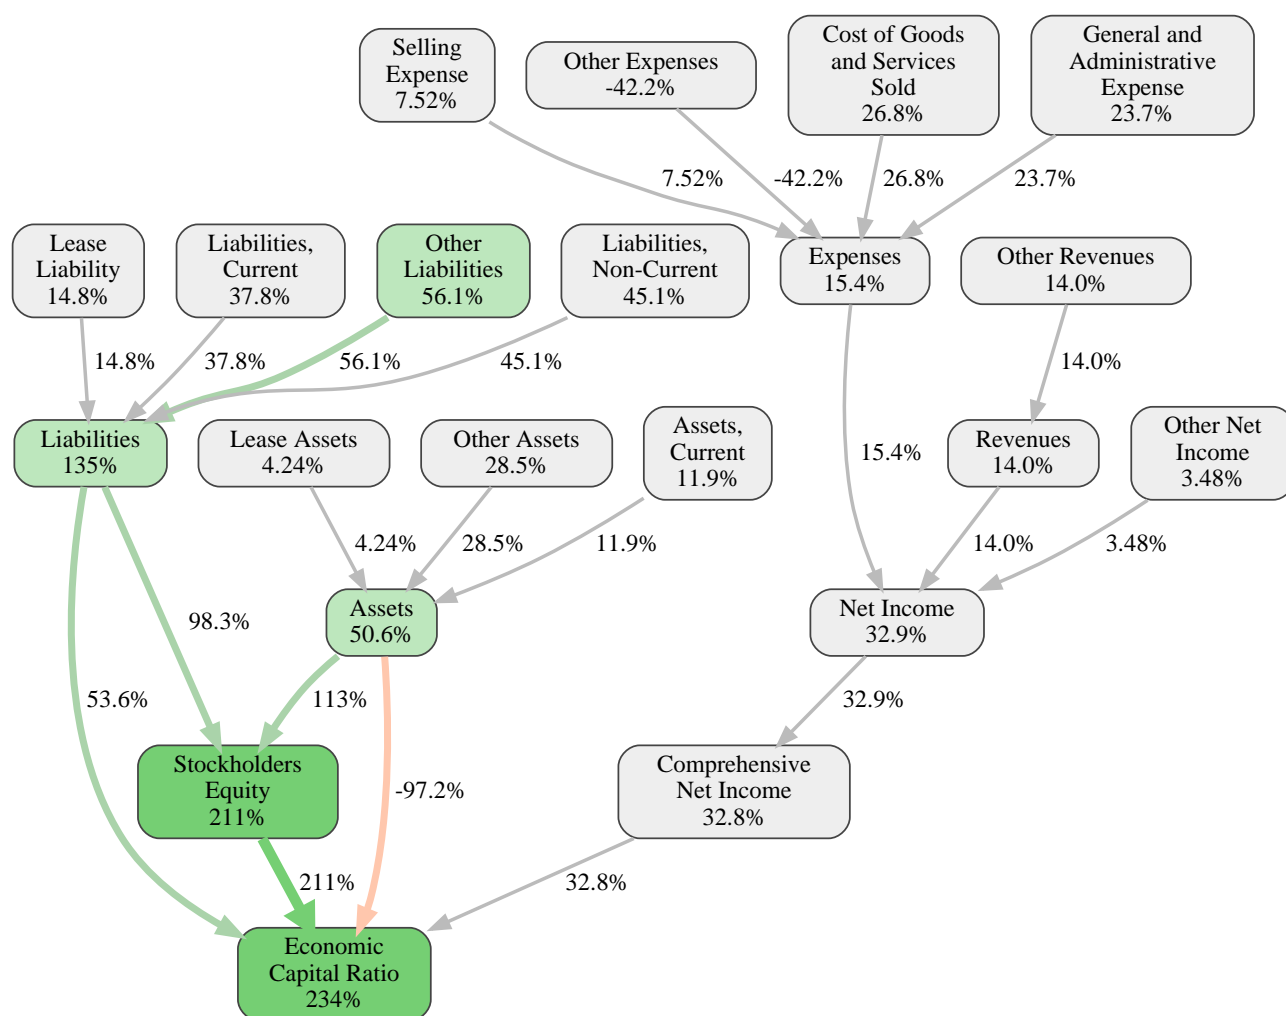 Selling
Expense
7.52%
Other Expenses
-42.2%
Cost of Goods
and Services
Sold
26.8%
General and
Administrative
Expense
23.7%
7.52%
-42.2%
26.8%
23.7%
Lease
Liability
14.8%
Liabilities,
Current
37.8%
Other
Liabilities
56.1%
Liabilities,
Non-Current
45.1%
Expenses
15.4%
Other Revenues
14.0%
14.8%
37.8%
56.1%
45.1%
14.0%
Liabilities
135%
Lease Assets
4.24%
Other Assets
28.5%
Assets,
Current
11.9%
15.4%
Revenues
14.0%
Other Net
Income
3.48%
4.24%
28.5%
11.9%
14.0%
3.48%
98.3%
Assets
50.6%
Net Income
32.9%
53.6%
113%
32.9%
Stockholders
Equity
211%
-97.2%
Comprehensive
Net Income
32.8%
211%
32.8%
Economic
Capital Ratio
234%